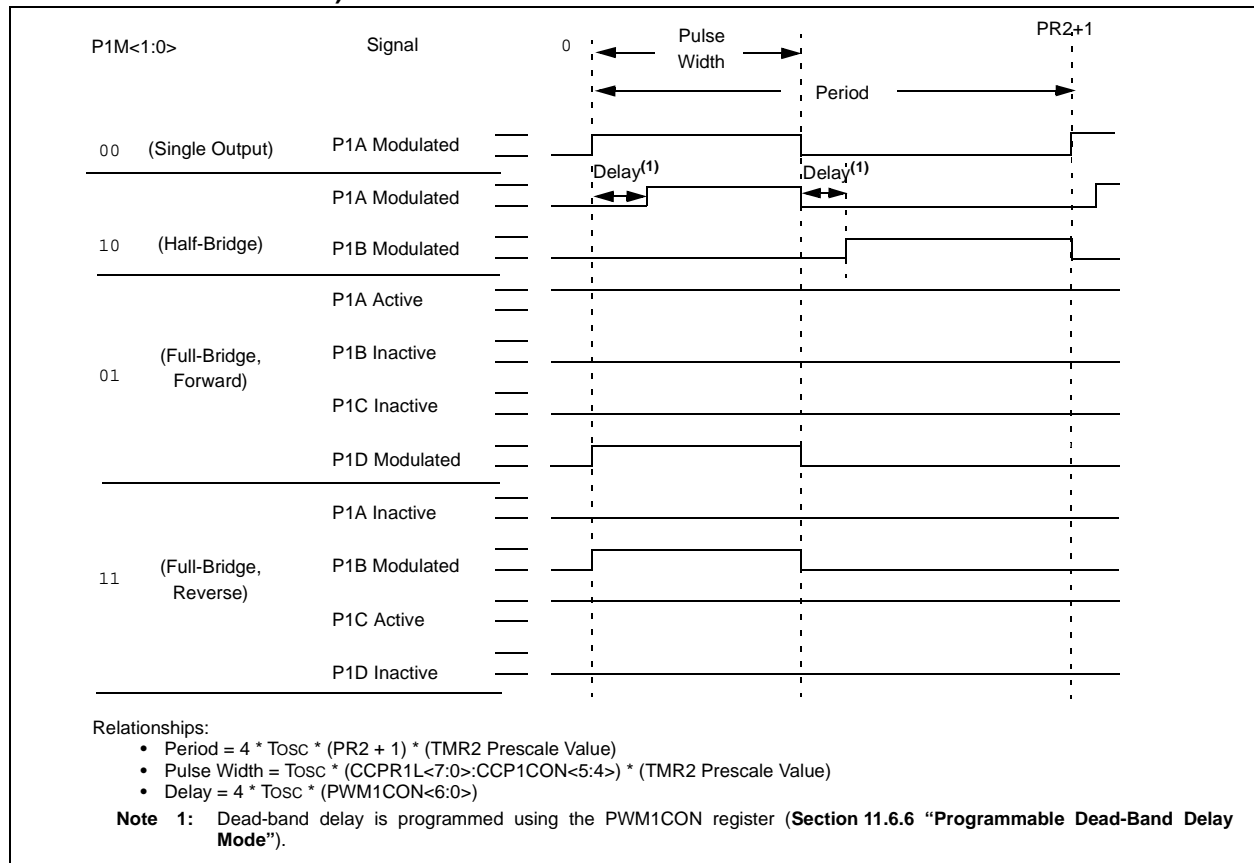 P1M<1:0> Signal 0 Pulse Width PR2+1
Period
00 (Single Output) P1A Modulated
Delay(1) Delay(1)
P1A Modulated
10 (Half-Bridge) P1B Modulated
P1A Active
01 (Full-Bridge, Forward) P1B Inactive
P1C Inactive
P1D Modulated
P1A Inactive
11 (Full-Bridge, Reverse) P1B Modulated
P1C Active
P1D Inactive
Relationships:
• Period = 4 * TOSC * (PR2 + 1) * (TMR2 Prescale Value)
• Pulse Width = TOSC * (CCPR1L<7:0>:CCP1CON<5:4>) * (TMR2 Prescale Value)
• Delay = 4 * TOSC * (PWM1CON<6:0>)
Note 1: Dead-band delay is programmed using the PWM1CON register (Section 11.6.6 “Programmable Dead-Band Delay
Mode”).